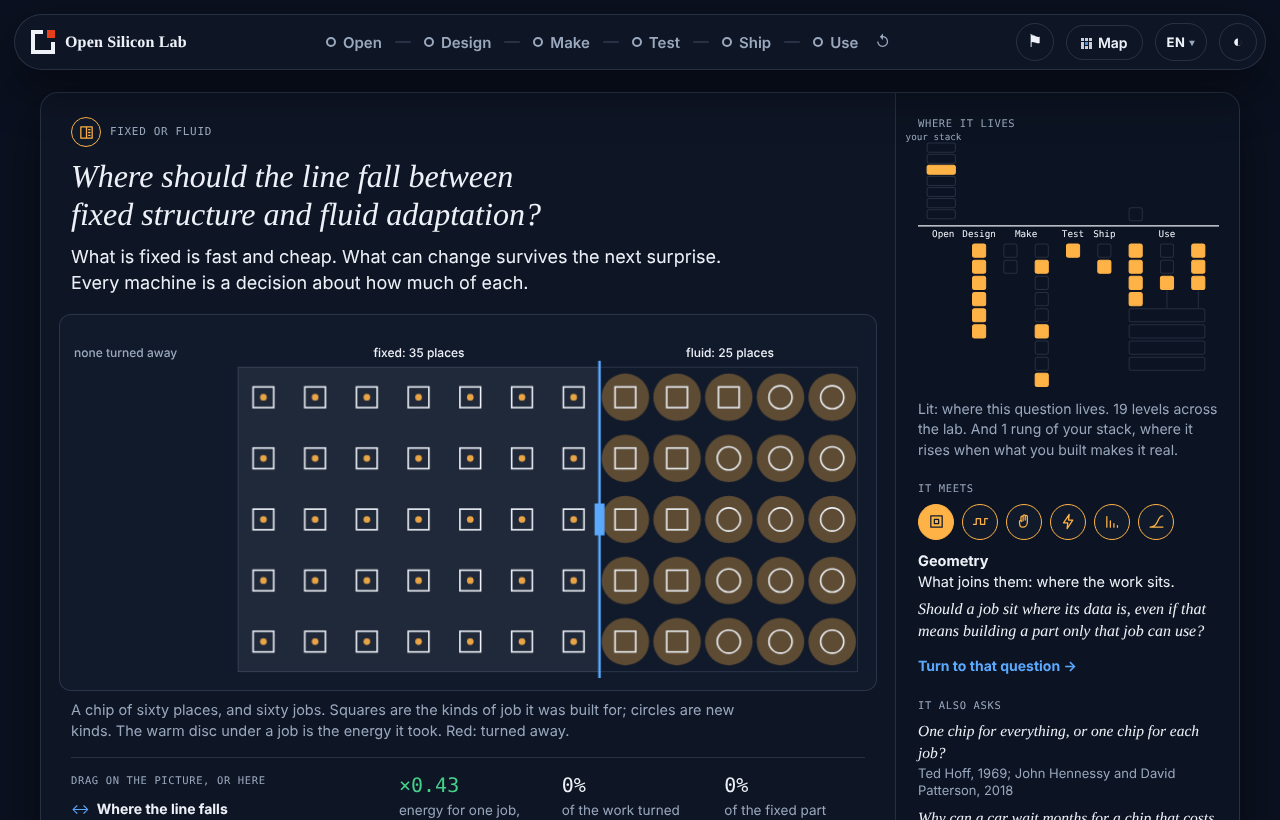 Open Silicon Lab
Open
Design
Make
Test
Ship
Use
Map
EN
FIXED OR FLUID
Where should the line fall between
fixed structure and fluid adaptation?
What is fixed is fast and cheap. What can change survives the next surprise.
Every machine is a decision about how much of each.
none turned away
fixed: 35 places
fluid: 25 places
A chip of sixty places, and sixty jobs. Squares are the kinds of job it was built for; circles are new
kinds. The warm disc under a job is the energy it took. Red: turned away.
DRAG ON THE PICTURE, OR HERE
Where the line falls
×0.43
energy for one job,
0%
of the work turned
0%
of the fixed part
WHERE IT LIVES
your stack
Open Design Make Test Ship Use
Lit: where this question lives. 19 levels across
the lab. And 1 rung of your stack, where it
rises when what you built makes it real.
IT MEETS
Geometry
What joins them: where the work sits.
Should a job sit where its data is, even if that
means building a part only that job can use?
Turn to that question →
IT ALSO ASKS
One chip for everything, or one chip for each
job?
Ted Hoff, 1969; John Hennessy and David
Patterson, 2018
Why can a car wait months for a chip that costs